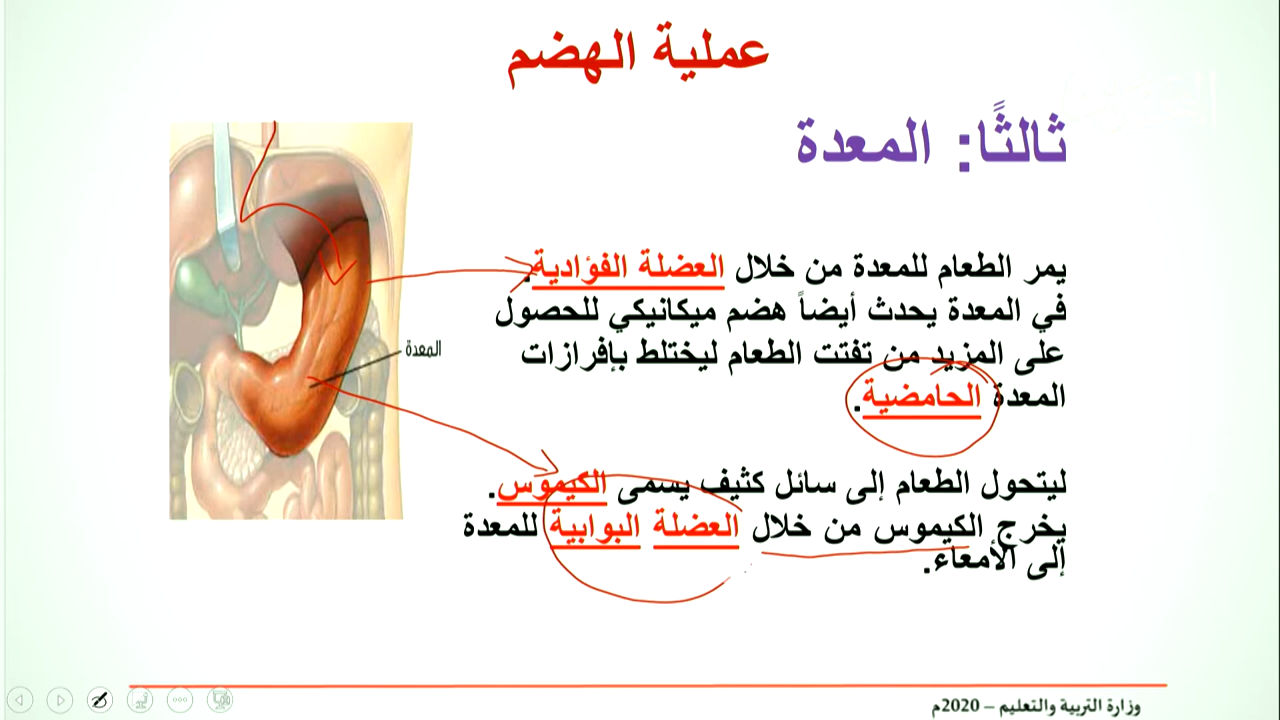 عملية الهضم
ثالثًا: المعدة
يمر الطعام للمعدة من خلال العضلة الفؤادية.
في المعدة يحدث أيضاً هضم ميكانيكي للحصول
على المزيد من تفتت الطعام ليختلط بإفرازات
المعدة الحامضية.
المعدة
ليتحول الطعام إلى سائل كثيف يسمى الكيموس.
يخرج الكيموس من خلال العضلة البوابية للمعدة
إلى الأمعاء.
وزارة التربية والتعليم – 2020م